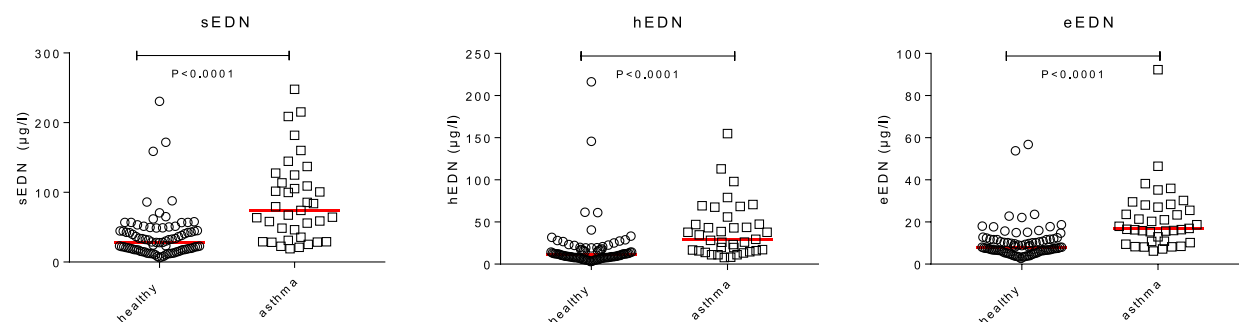 sEDN
300
200
100
0
sEDN (µg/l)
P<0.0001
healthy
asthma
hEDN
250
200
150
100
50
0
hEDN (µg/l)
P<0.0001
healthy
asthma
eEDN
100
80
60
40
20
0
eEDN (µg/l)
P<0.0001
healthy
asthma